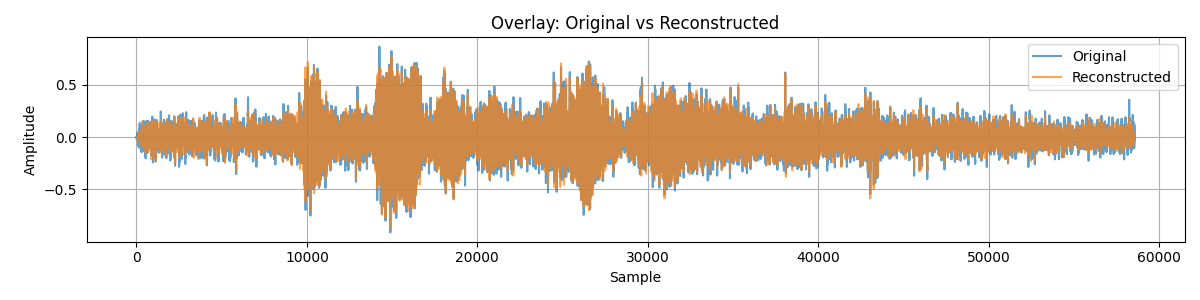 Overlay: Original vs Reconstructed
Original
Reconstructed
0.5
0.0
−0.5
Amplitude
0 10000 20000 30000 40000 50000 60000
Sample